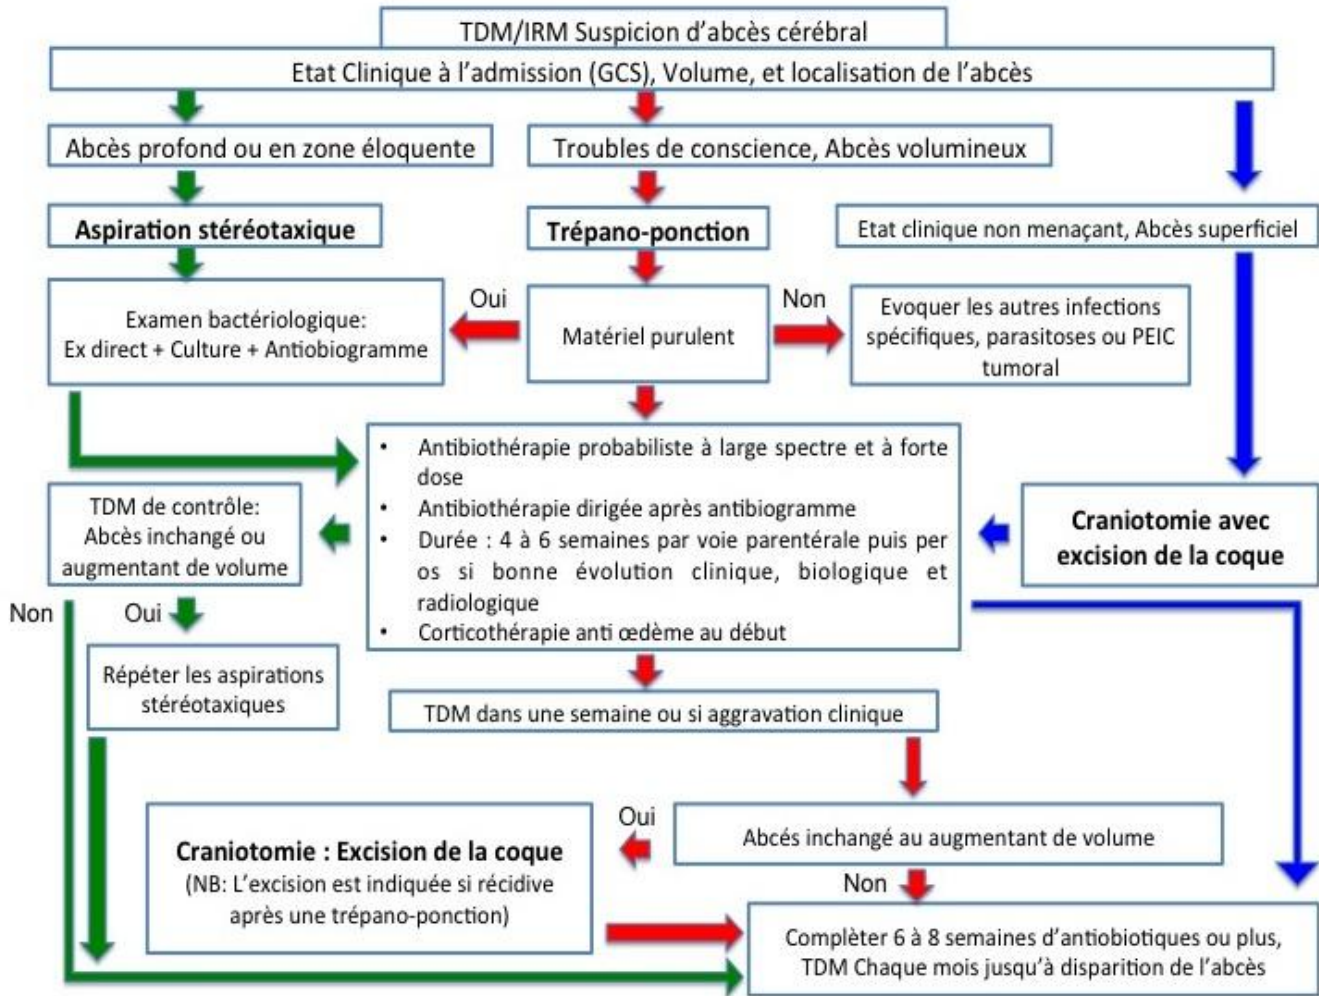 TDM/IRM Suspicion d'abcès cérébral
Etat Clinique à l'admission (GCS), Volume, et localisation de l'abcès
Abcès profond ou en zone éloquente
Troubles de conscience, Abcès volumineux
Aspiration stéréotaxique
Trépano-ponction
Etat clinique non menaçant, Abcès superficiel
Examen bactériologique:
Ex direct + Culture + Antiobiogramme
Oui
Matériel purulent
Non
Evoquer les autres infections
spécifiques, parasitoses ou PEIC
tumoral
• Antibiothérapie probabiliste à large spectre et à forte
dose
• Antibiothérapie dirigée après antibiogramme
• Durée : 4 à 6 semaines par voie parentérale puis per
os si bonne évolution clinique, biologique et
radiologique
• Corticothérapie anti œdème au début
TDM de contrôle:
Abcès inchangé ou
augmentant de volume
Craniotomie avec
excision de la coque
Non
Oui
Répéter les aspirations
stéréotaxiques
TDM dans une semaine ou si aggravation clinique
Craniotomie : Excision de la coque
(NB: L'excision est indiquée si récidive
après une trépano-ponction)
Oui
Abcés inchangé au augmentant de volume
Non
Complèter 6 à 8 semaines d'antiobiotiques ou plus,
TDM Chaque mois jusqu'à disparition de l'abcès